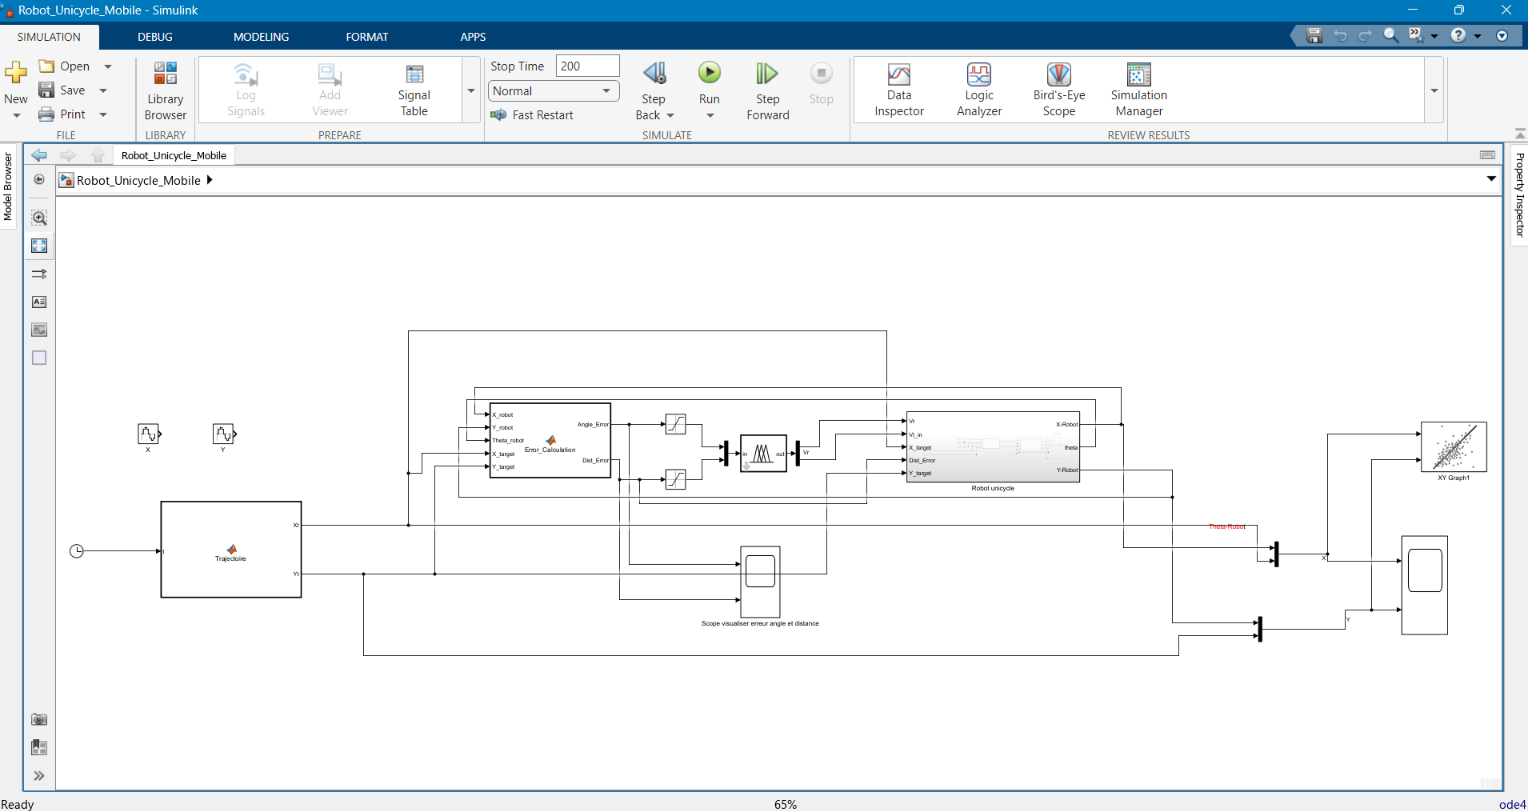 Robot_Unicycle_Mobile - Simulink
SIMULATION
DEBUG
MODELING
FORMAT
APPS
New
Open
Save
Print
FILE
Library
Browser
LIBRARY
Log
Signals
Add
Viewer
Signal
Table
PREPARE
Stop Time
200
Normal
Fast Restart
Step
Back
Run
Step
Forward
Stop
SIMULATE
Data
Inspector
Logic
Analyzer
Bird's-Eye
Scope
Simulation
Manager
REVIEW RESULTS
Model Browser
Property Inspector
Robot_Unicycle_Mobile
Robot_Unicycle_Mobile
X
Y
t
Trajectoire
Xt
Yt
X_robot
Y_robot
Theta_robot
X_target
Y_target
Error_Calculation
Angle_Error
Dist_Error
in
out
Vr
Vr
Vl_in
X_target
Dist_Error
Y_target
X-Robot
theta
Y-Robot
Robot unicycle
Scope visualiser erreur angle et distance
Theta-Robot
X
Y
XY Graph1
Ready
65%
ode4